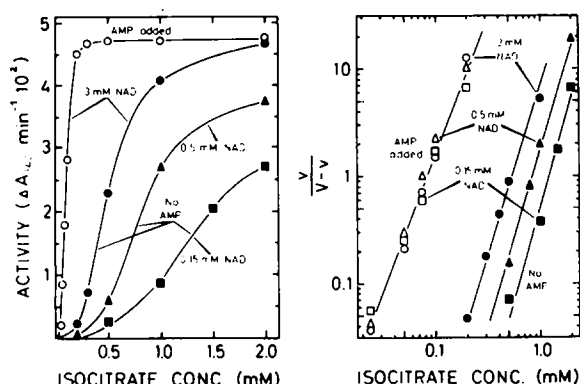 ACTIVITY (ΔA min⁻¹ 10²)
5
4
3
2
1
AMP added
3 mM NAD
0.5 mM NAD
No AMP
0.15 mM NAD
0.5 1.0 1.5 2.0
ISOCITRATE CONC. (mM)
v
V-v
10
1
0.1
3 mM NAD
0.5 mM NAD
AMP added
0.15 mM NAD
No AMP
0.1 1.0
ISOCITRATE CONC. (mM)